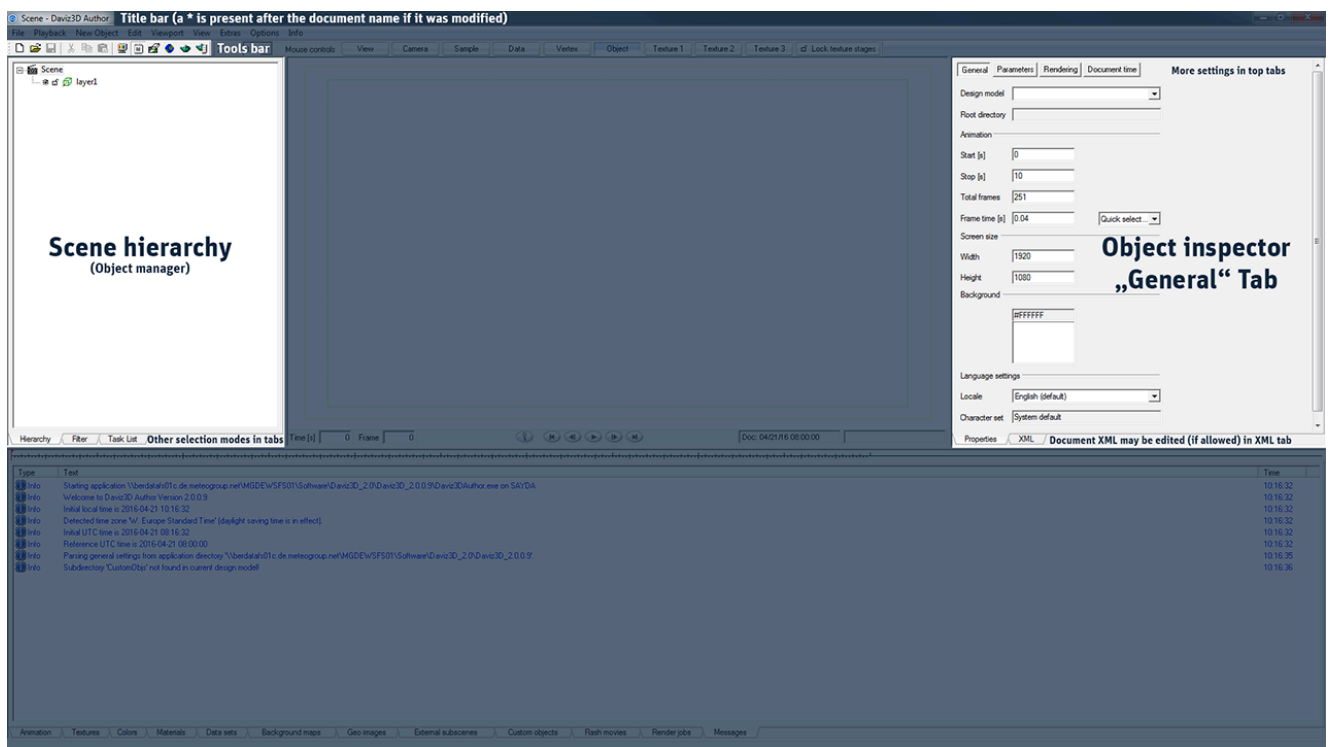 Scene - Daviz3D Author Title bar (a * is present after the document name if it was modified)
File Playback New Object Edit Viewport View Extras Options Info
Tools bar Mouse controls View Camera Sample Data Vertex Object Texture 1 Texture 2 Texture 3 Lock texture stages
Scene
layer1
General Parameters Rendering Document time More settings in top tabs
Design model
Root directory
Animation
Start [s] 0
Stop [s] 10
Total frames 251
Frame time [s] 0.04 Quick select...
Screen size
Width 1920
Height 1080
Background
#FFFFFF
Language settings
Locale English (default)
Character set System default
Scene hierarchy
(Object manager)
Object inspector
„General“ Tab
Hierarchy Filter Task List Other selection modes in tabs
Time [s] 0 Frame 0 Doc: 04/21/16 08:00:00
Properties XML Document XML may be edited (if allowed) in XML tab
Type Text Time
Info Starting application '\\berdatafs01c.de.meteogroup.net\MGDEWSFS01\Software\Daviz3D_2.0\Daviz3D_2.0.0.9\Daviz3DAuthor.exe on SAYDA 10:16:32
Info Welcome to Daviz3D Author Version 2.0.0.9 10:16:32
Info Initial local time is 2016-04-21 10:16:32 10:16:32
Info Detected time zone 'W. Europe Standard Time' (daylight saving time is in effect). 10:16:32
Info Initial UTC time is 2016-04-21 08:16:32 10:16:32
Info Reference UTC time is 2016-04-21 08:00:00 10:16:32
Info Parsing general settings from application directory '\\berdatafs01c.de.meteogroup.net\MGDEWSFS01\Software\Daviz3D_2.0\Daviz3D_2.0.0.9'. 10:16:35
Info Subdirectory 'CustomObjs' not found in current design model! 10:16:36
Animation Textures Colors Materials Data sets Background maps Geo images External subscenes Custom objects Flash movies Render jobs Messages